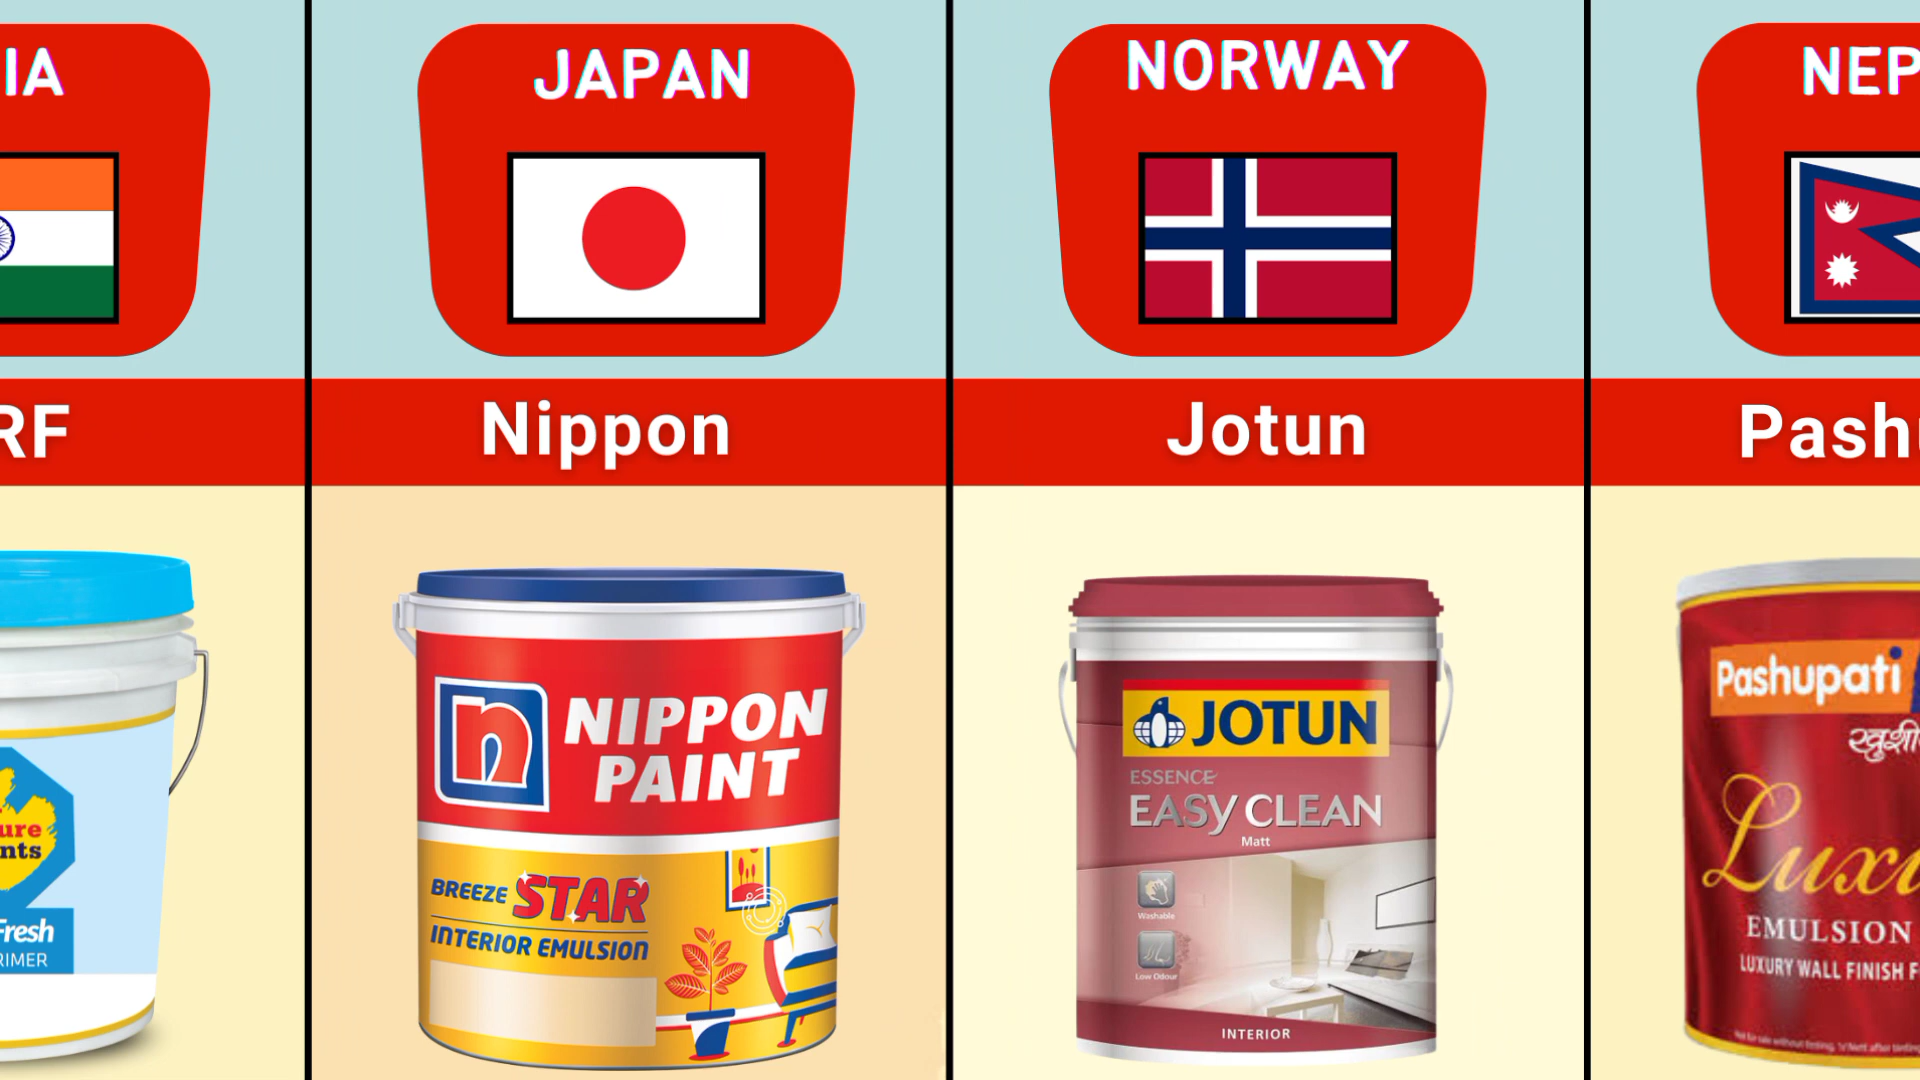 IA
JAPAN
NORWAY
NEP
RF
Nippon
Jotun
Pash
ure
nts
Fresh
RIMER
n
NIPPON
PAINT
BREEZE STAR
INTERIOR EMULSION
JOTUN
ESSENCE
EASY CLEAN
Matt
Washable
Low Odour
INTERIOR
Pashupati
खुशी
Luxu
EMULSION
LUXURY WALL FINISH F